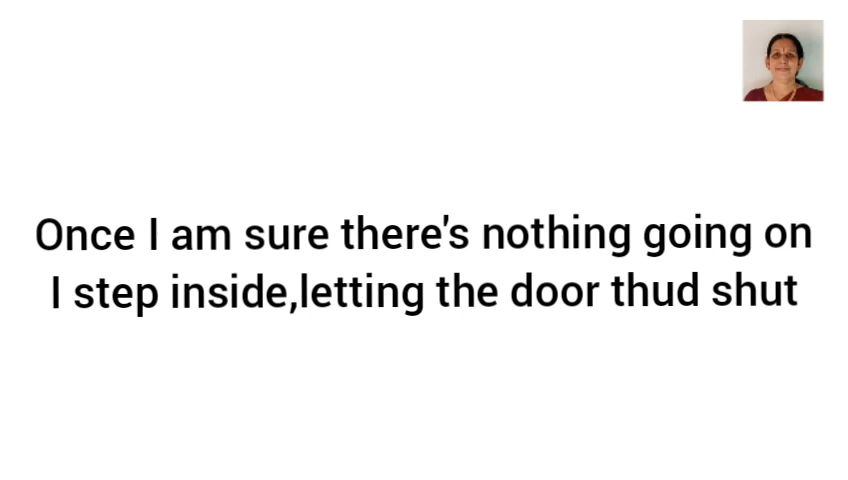 Once I am sure there's nothing going on
I step inside,letting the door thud shut